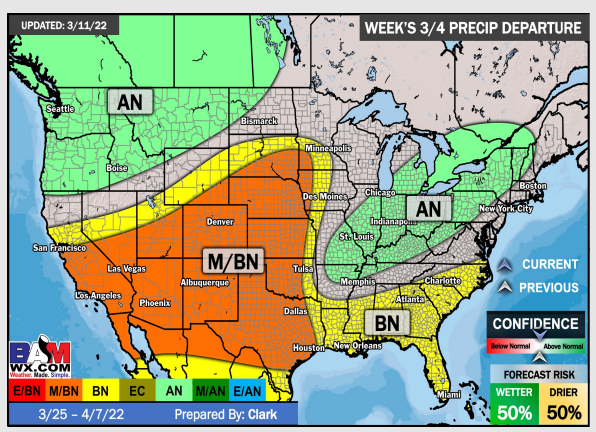 UPDATED: 3/11/22
WEEK'S 3/4 PRECIP DEPARTURE
AN
Seattle
Bismarck
Minneapolis
Boise
Boston
Des Moines
Chicago
AN
New York City
Denver
Indianapolis
St. Louis
San Francisco
M/BN
Las Vegas
Tulsa
CURRENT
Albuquerque
Memphis
Charlotte
PREVIOUS
Los Angeles
Phoenix
Atlanta
Dallas
BN
CONFIDENCE
Houston
New Orleans
Below Normal
Above Normal
BAM
WX.COM
Weather. Made. Simple.
FORECAST RISK
E/BN M/BN BN EC AN M/AN E/AN
Miami
WETTER DRIER
50% 50%
3/25 – 4/7/22
Prepared By: Clark